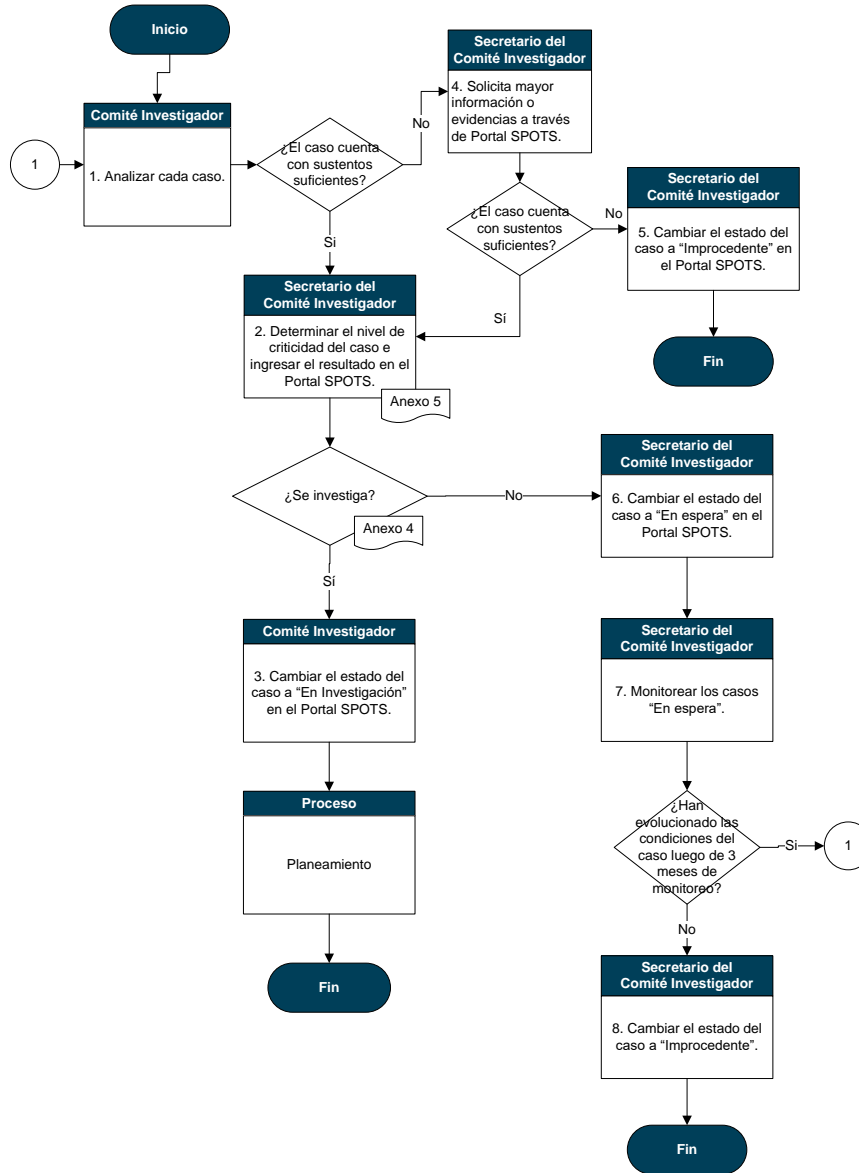 Inicio
Comité Investigador
1. Analizar cada caso.
1
¿El caso cuenta
con sustentos
suficientes?
No
Si
Secretario del
Comité Investigador
4. Solicita mayor
información o
evidencias a través
de Portal SPOTS.
¿El caso cuenta
con sustentos
suficientes?
No
Sí
Secretario del
Comité Investigador
5. Cambiar el estado del
caso a “Improcedente” en
el Portal SPOTS.
Fin
Secretario del
Comité Investigador
2. Determinar el nivel de
criticidad del caso e
ingresar el resultado en el
Portal SPOTS.
Anexo 5
¿Se investiga?
Anexo 4
No
Sí
Secretario del
Comité Investigador
6. Cambiar el estado del
caso a “En espera” en el
Portal SPOTS.
Comité Investigador
3. Cambiar el estado del
caso a “En Investigación”
en el Portal SPOTS.
Secretario del
Comité Investigador
7. Monitorear los casos
“En espera”.
Proceso
Planeamiento
Fin
¿Han
evolucionado las
condiciones del
caso luego de 3
meses de
monitoreo?
Si
1
No
Secretario del
Comité Investigador
8. Cambiar el estado del
caso a “Improcedente”.
Fin